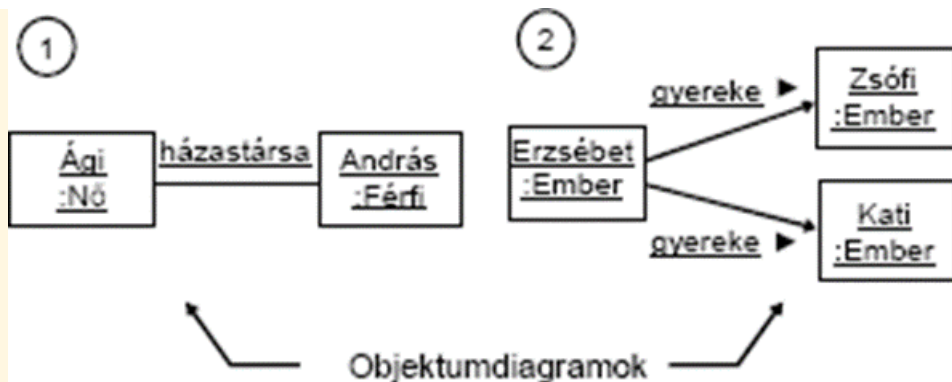 1
Ági
:Nő
házastársa
András
:Férfi
2
Erzsébet
:Ember
gyereke ►
Zsófi
:Ember
gyereke ►
Kati
:Ember
Objektumdiagramok